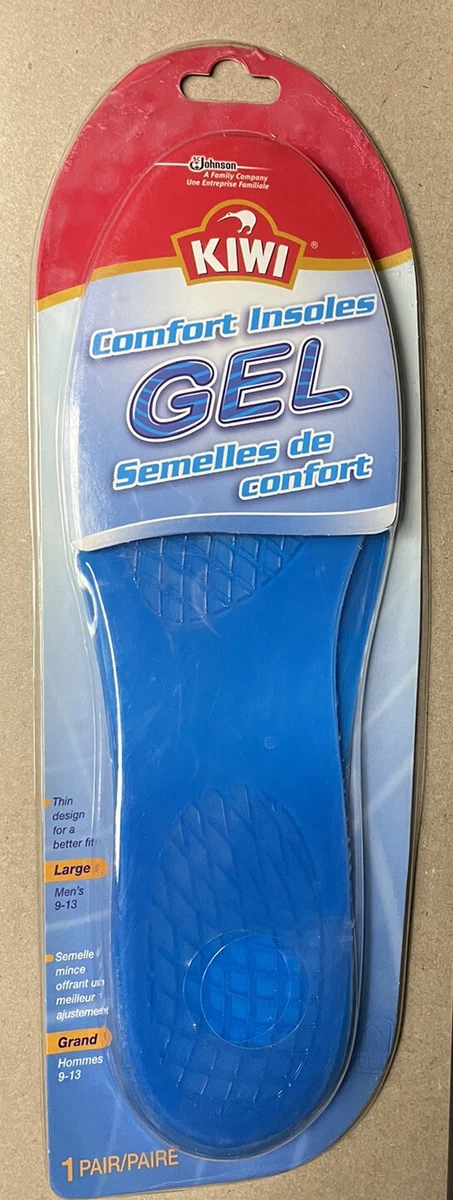 SC Johnson
A Family Company
Une Entreprise Familiale
KIWI®
Comfort Insoles
GEL
Semelles de
confort
Thin
design
for a
better fit
Large
Men's
9-13
Semelle
mince
offrant un
meilleur
ajustement
Grand
Hommes
9-13
1 PAIR/PAIRE